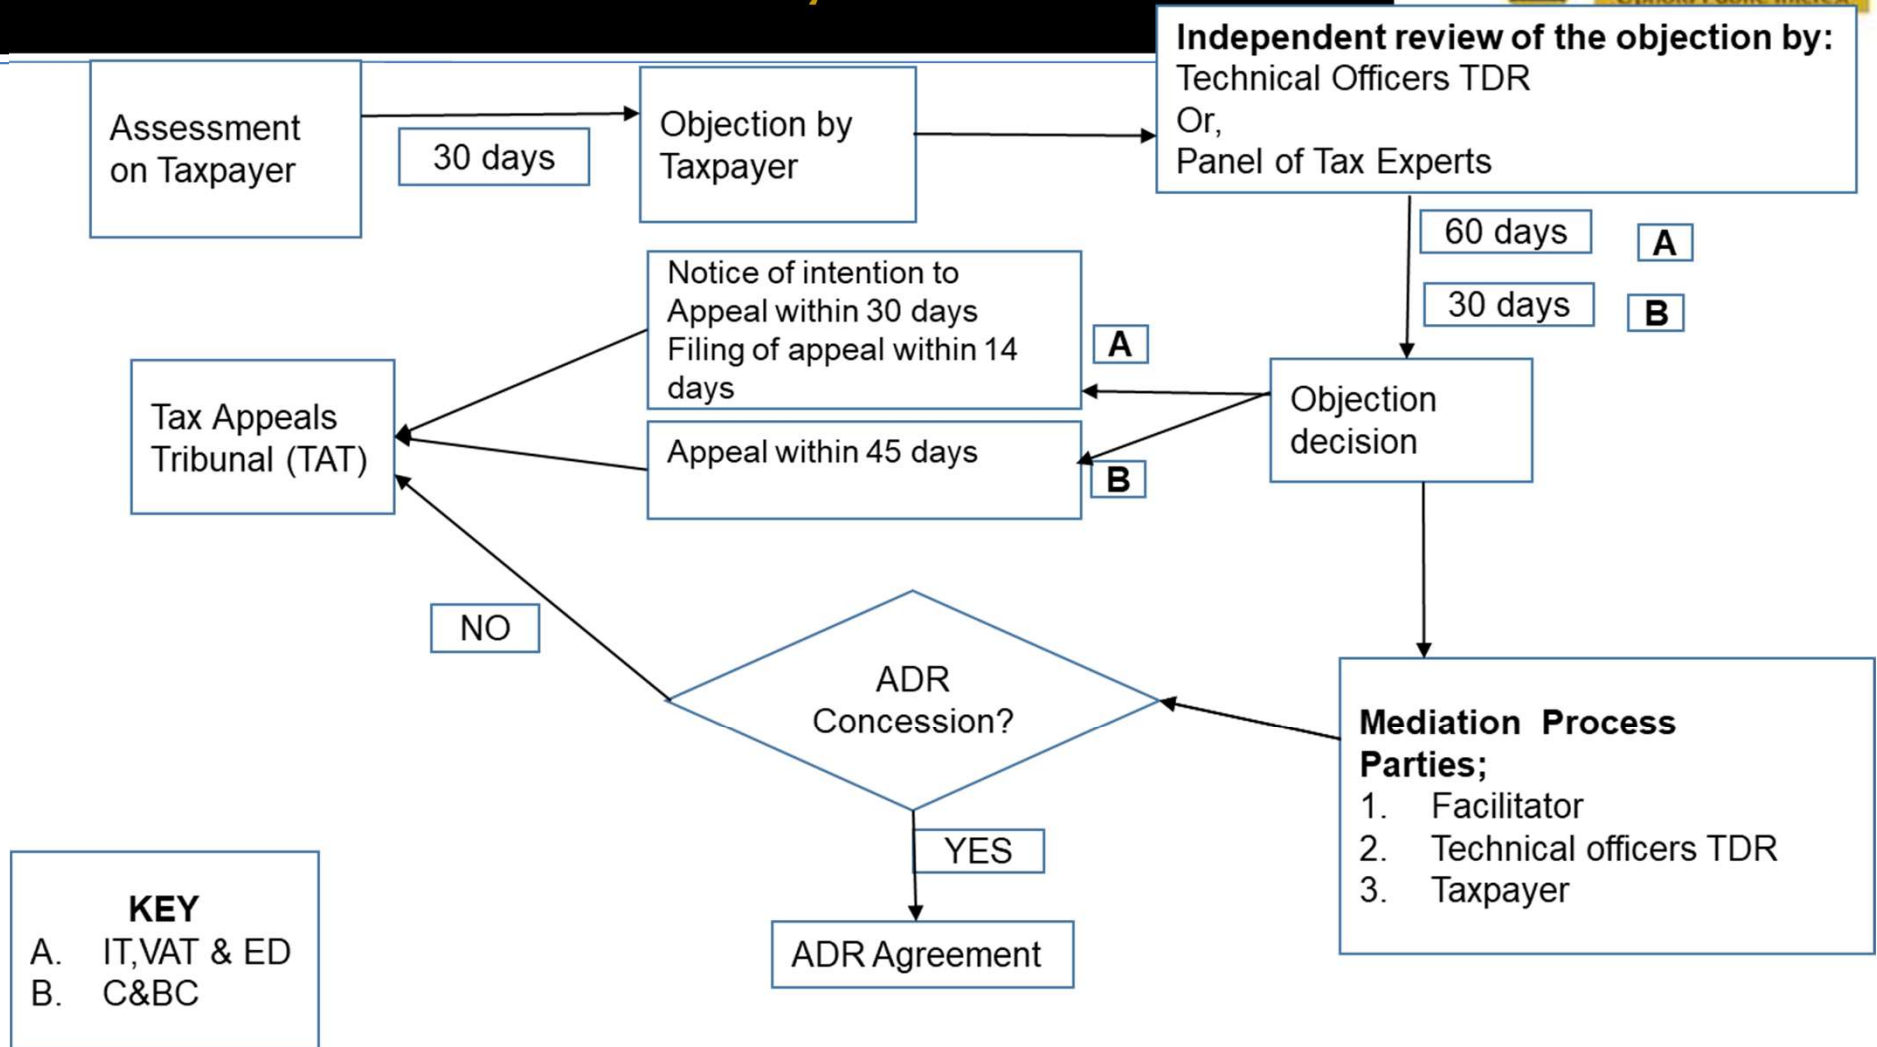 Independent review of the objection by:
Technical Officers TDR
Or,
Panel of Tax Experts
Assessment
on Taxpayer
30 days
Objection by
Taxpayer
60 days
A
30 days
B
Notice of intention to
Appeal within 30 days
Filing of appeal within 14
days
A
Appeal within 45 days
B
Objection
decision
Tax Appeals
Tribunal (TAT)
NO
ADR
Concession?
YES
ADR Agreement
Mediation Process
Parties;
1. Facilitator
2. Technical officers TDR
3. Taxpayer
KEY
A. IT,VAT & ED
B. C&BC